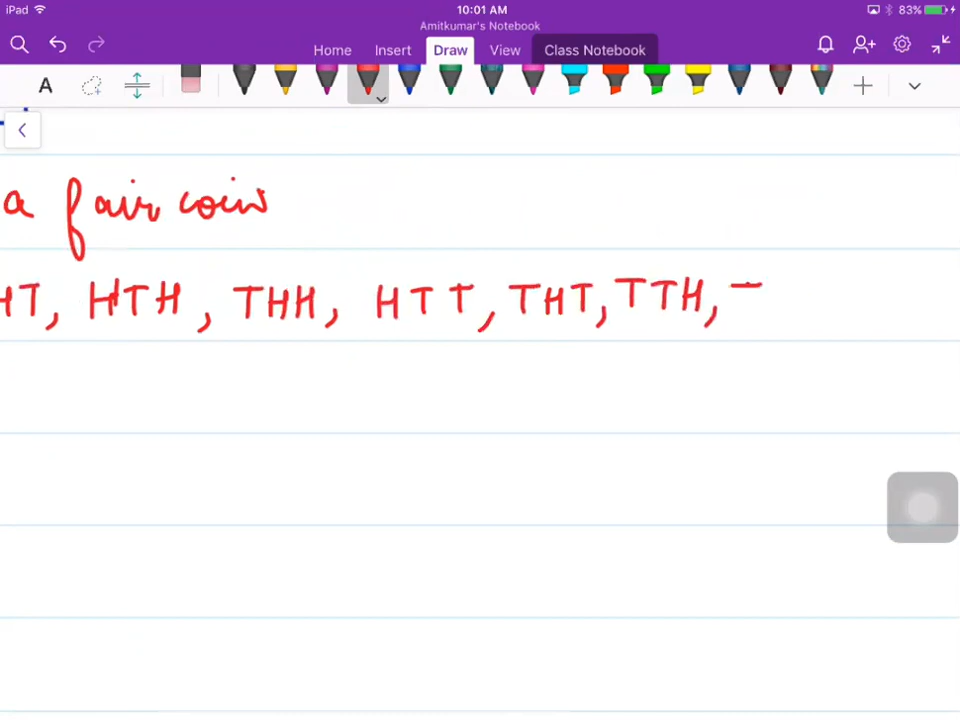 iPad 10:01 AM 83%
Amitkumar's Notebook
Home Insert Draw View Class Notebook
A
a fair coin
HT, HTH, THH, HTT, THT, TTH,